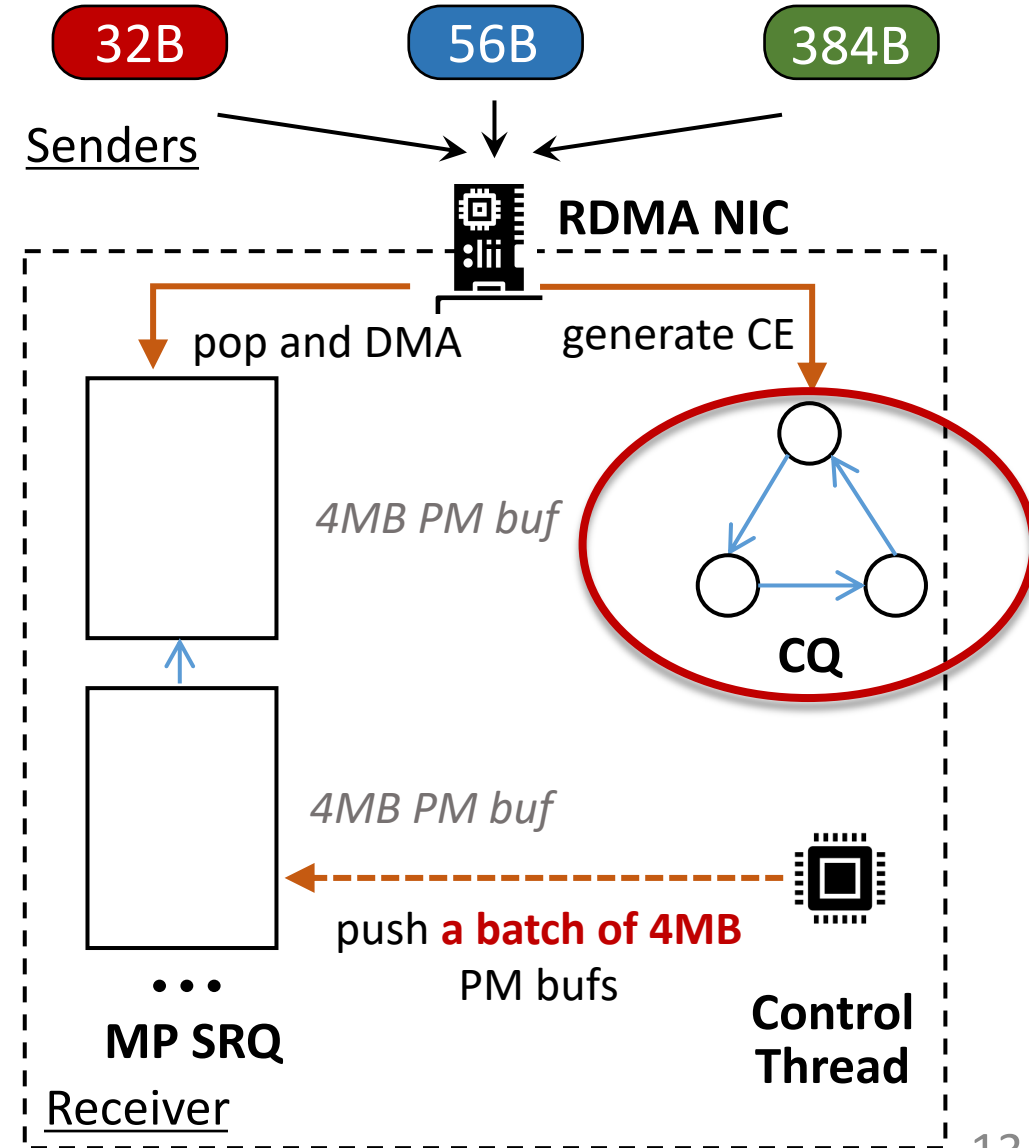 32B
56B
384B
Senders
RDMA NIC
pop and DMA
generate CE
4MB PM buf
CQ
4MB PM buf
push a batch of 4MB
PM bufs
•••
MP SRQ
Control
Thread
Receiver